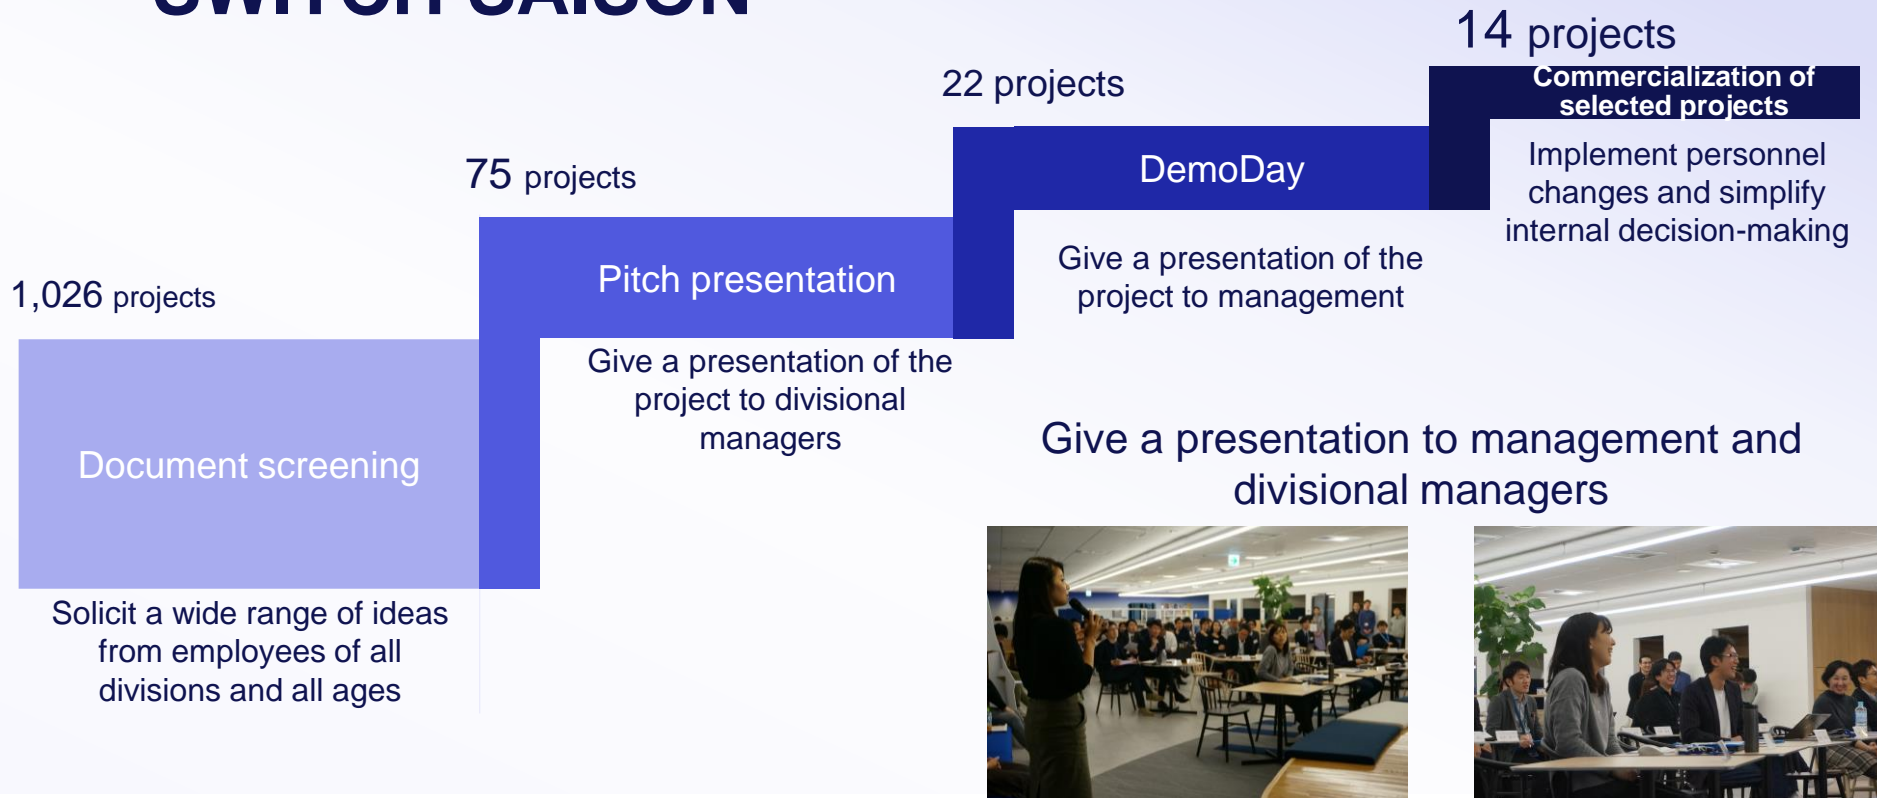 SWITCH SAISON
1,026 projects
Document screening
Solicit a wide range of ideas
from employees of all
divisions and all ages
75 projects
Pitch presentation
Give a presentation of the
project to divisional
managers
22 projects
DemoDay
Give a presentation of the
project to management
14 projects
Commercialization of
selected projects
Implement personnel
changes and simplify
internal decision-making
Give a presentation to management and
divisional managers